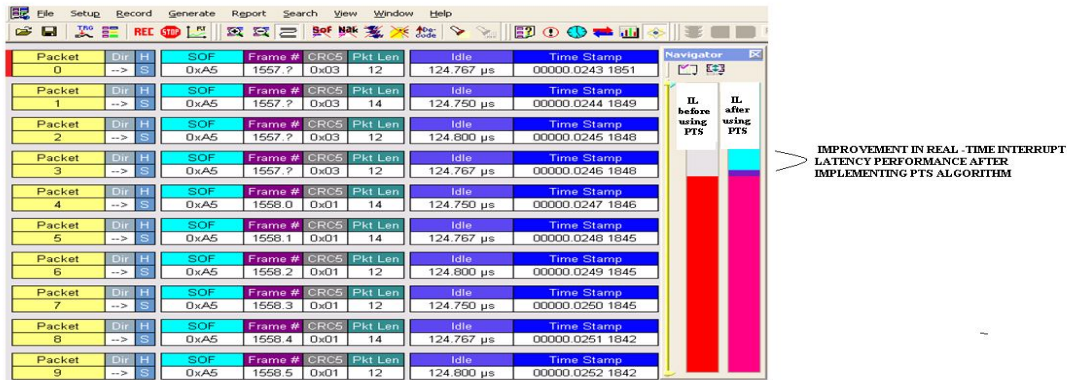 File Setup Record Generate Report Search View Window Help
TRG REC STOP Sof Nak De-code
Packet Dir H SOF Frame # CRC5 Pkt Len Idle Time Stamp
0 --> S 0xA5 1557.? 0x03 12 124.767 µs 00000.0243 1851
Packet Dir H SOF Frame # CRC5 Pkt Len Idle Time Stamp
1 --> S 0xA5 1557.? 0x03 14 124.750 µs 00000.0244 1849
Packet Dir H SOF Frame # CRC5 Pkt Len Idle Time Stamp
2 --> S 0xA5 1557.? 0x03 12 124.800 µs 00000.0245 1848
Packet Dir H SOF Frame # CRC5 Pkt Len Idle Time Stamp
3 --> S 0xA5 1557.? 0x03 12 124.767 µs 00000.0246 1848
Packet Dir H SOF Frame # CRC5 Pkt Len Idle Time Stamp
4 --> S 0xA5 1558.0 0x01 14 124.750 µs 00000.0247 1846
Packet Dir H SOF Frame # CRC5 Pkt Len Idle Time Stamp
5 --> S 0xA5 1558.1 0x01 14 124.767 µs 00000.0248 1845
Packet Dir H SOF Frame # CRC5 Pkt Len Idle Time Stamp
6 --> S 0xA5 1558.2 0x01 12 124.800 µs 00000.0249 1845
Packet Dir H SOF Frame # CRC5 Pkt Len Idle Time Stamp
7 --> S 0xA5 1558.3 0x01 12 124.750 µs 00000.0250 1845
Packet Dir H SOF Frame # CRC5 Pkt Len Idle Time Stamp
8 --> S 0xA5 1558.4 0x01 14 124.767 µs 00000.0251 1842
Packet Dir H SOF Frame # CRC5 Pkt Len Idle Time Stamp
9 --> S 0xA5 1558.5 0x01 12 124.800 µs 00000.0252 1842
Navigator
IL
before
using
PTS
IL
after
using
PTS
IMPROVEMENT IN REAL -TIME INTERRUPT
LATENCY PERFORMANCE AFTER
IMPLEMENTING PTS ALGORITHM